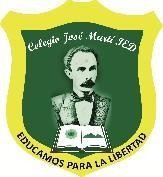 Colegio José Martí IED
EDUCAMOS PARA LA LIBERTAD